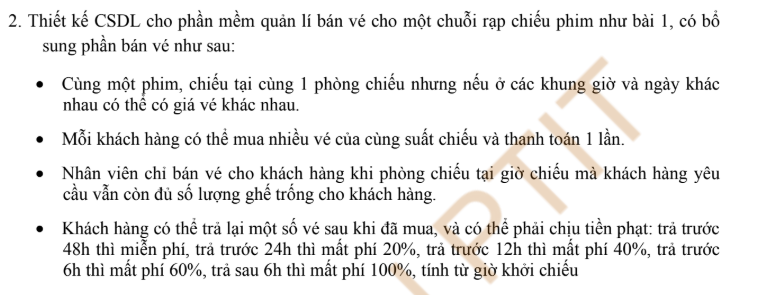 2. Thiết kế CSDL cho phần mềm quản lí bán vé cho một chuỗi rạp chiếu phim như bài 1, có bổ
sung phần bán vé như sau:
• Cùng một phim, chiếu tại cùng 1 phòng chiếu nhưng nếu ở các khung giờ và ngày khác
nhau có thể có giá vé khác nhau.
• Mỗi khách hàng có thể mua nhiều vé của cùng suất chiếu và thanh toán 1 lần.
• Nhân viên chỉ bán vé cho khách hàng khi phòng chiếu tại giờ chiếu mà khách hàng yêu
cầu vẫn còn đủ số lượng ghế trống cho khách hàng.
• Khách hàng có thể trả lại một số vé sau khi đã mua, và có thể phải chịu tiền phạt: trả trước
48h thì miễn phí, trả trước 24h thì mất phí 20%, trả trước 12h thì mất phí 40%, trả trước
6h thì mất phí 60%, trả sau 6h thì mất phí 100%, tính từ giờ khởi chiếu
PTIT